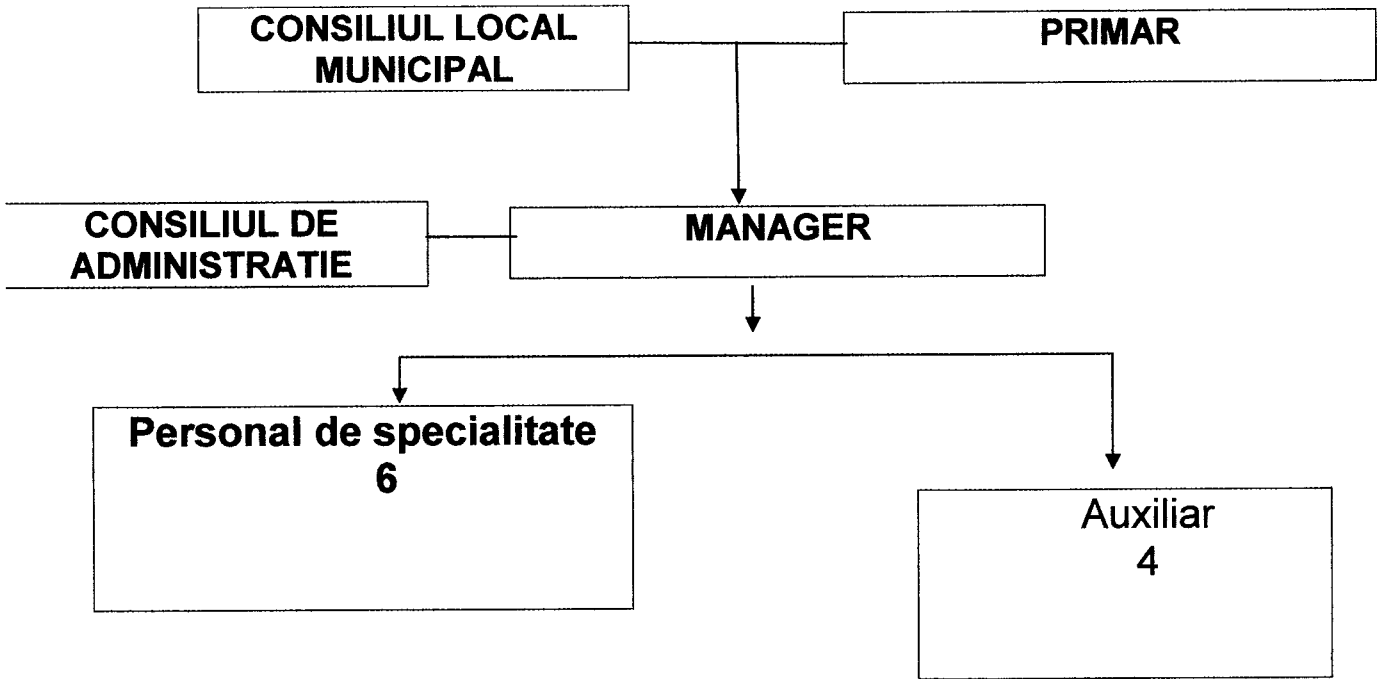 CONSILIUL LOCAL
MUNICIPAL
PRIMAR
CONSILIUL DE
ADMINISTRATIE
MANAGER
Personal de specialitate
6
Auxiliar
4